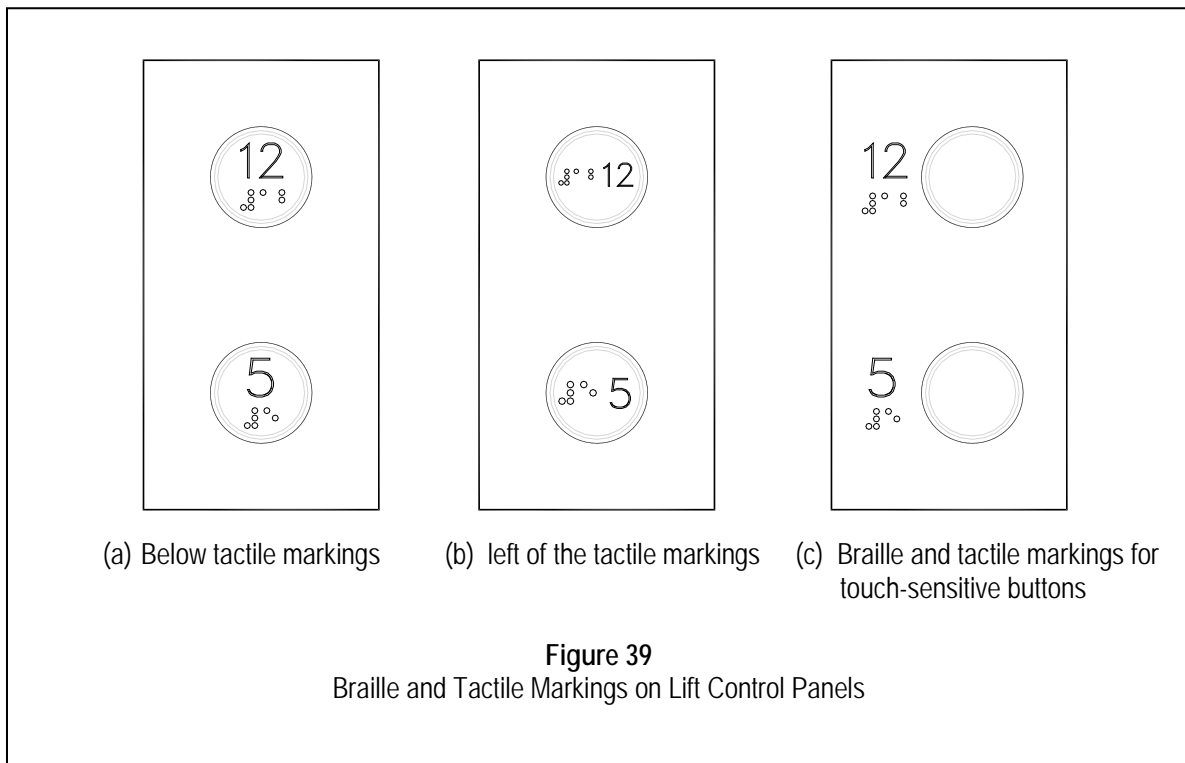 12
⠼⠁⠃
5
⠼⠑
(a) Below tactile markings
⠼⠁⠃ 12
⠼⠑ 5
(b) left of the tactile markings
12
⠼⠁⠃
5
⠼⠑
(c) Braille and tactile markings for
touch-sensitive buttons
Figure 39
Braille and Tactile Markings on Lift Control Panels